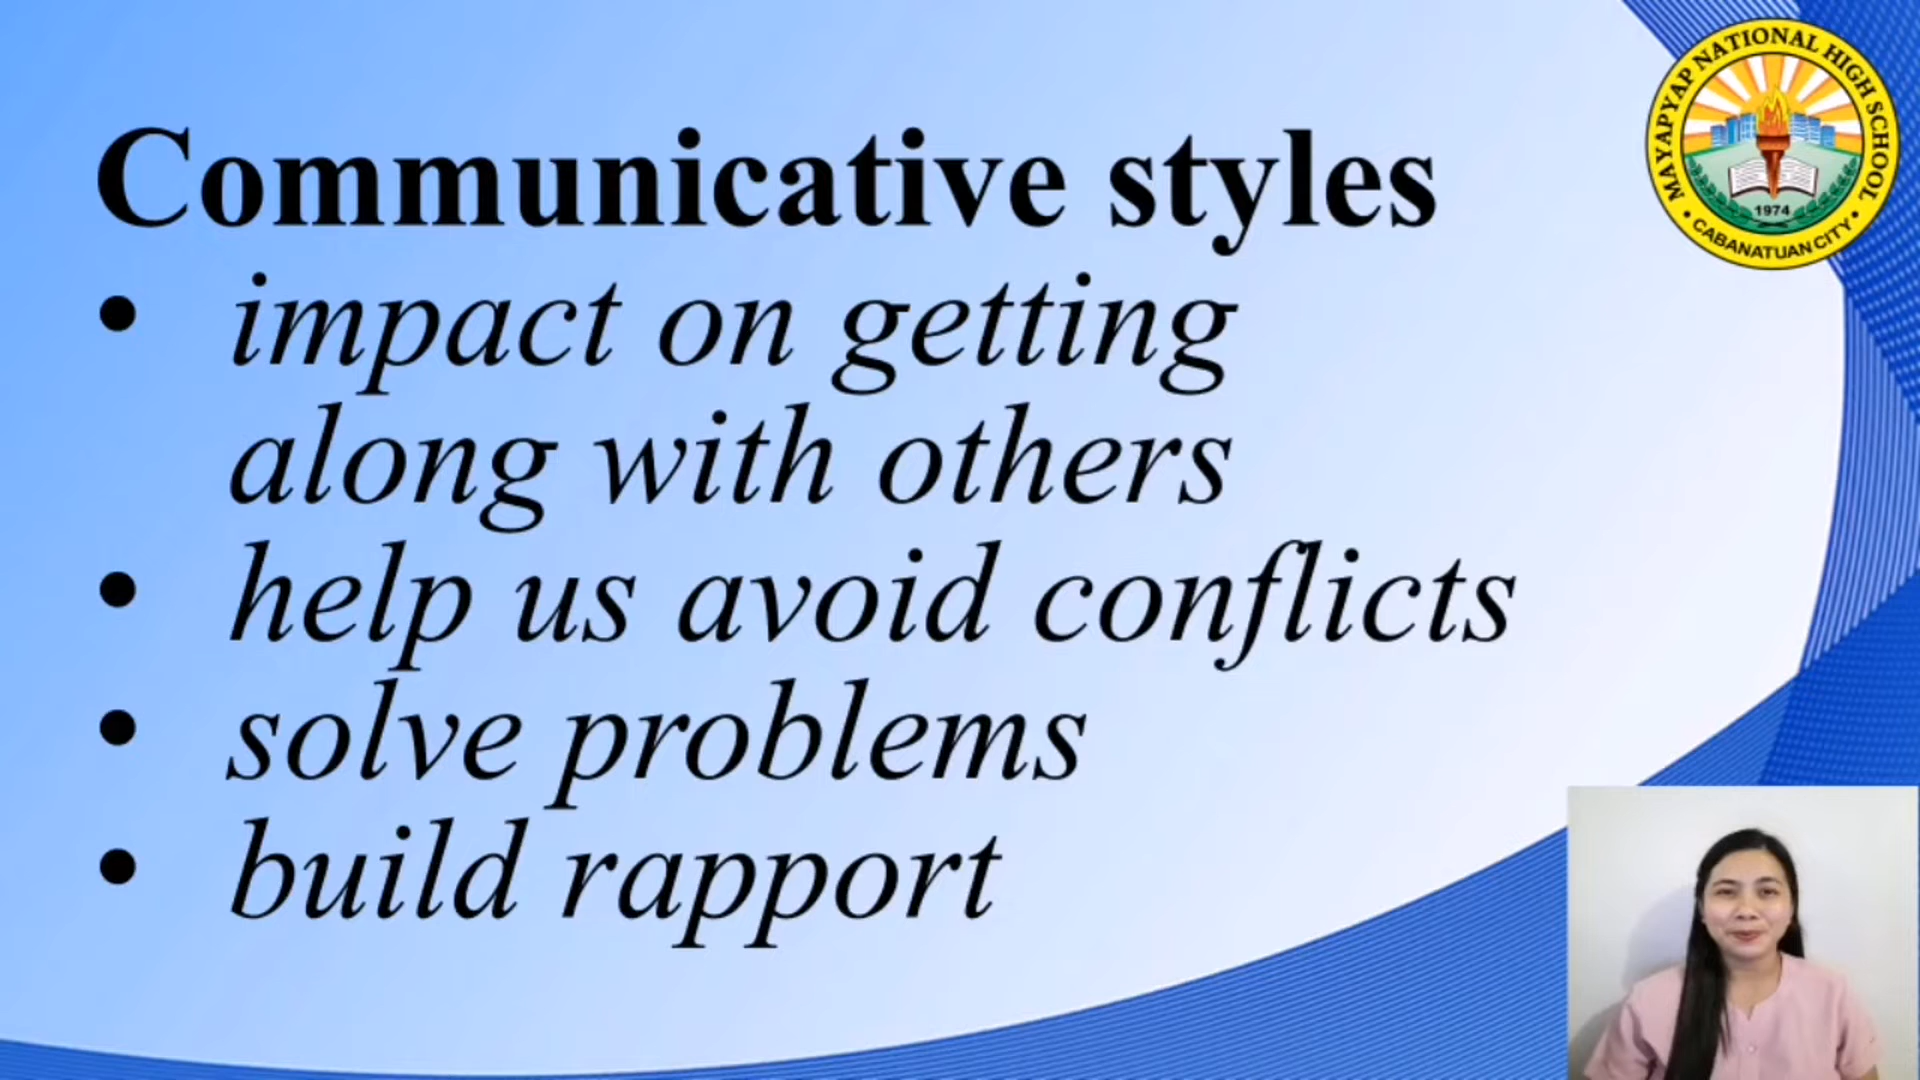 Communicative styles
• impact on getting
along with others
• help us avoid conflicts
• solve problems
• build rapport
MAYAPYAP NATIONAL HIGH SCHOOL
1974
• CABANATUAN CITY •